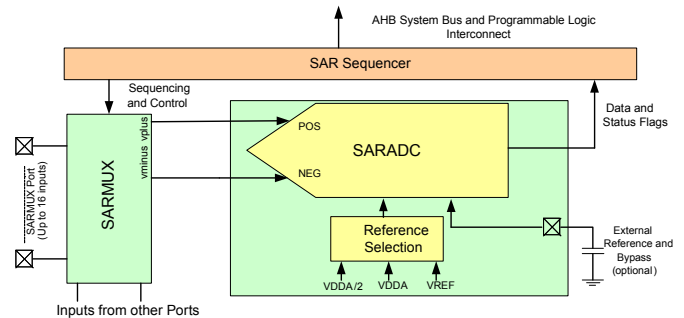 AHB System Bus and Programmable Logic
Interconnect
SAR Sequencer
Sequencing
and Control
Data and
Status Flags
vminus vplus
POS
NEG
SARADC
SARMUX
SARMUX Port
(Up to 16 inputs)
Reference
Selection
External
Reference and
Bypass
(optional)
VDDA/2 VDDA VREF
Inputs from other Ports